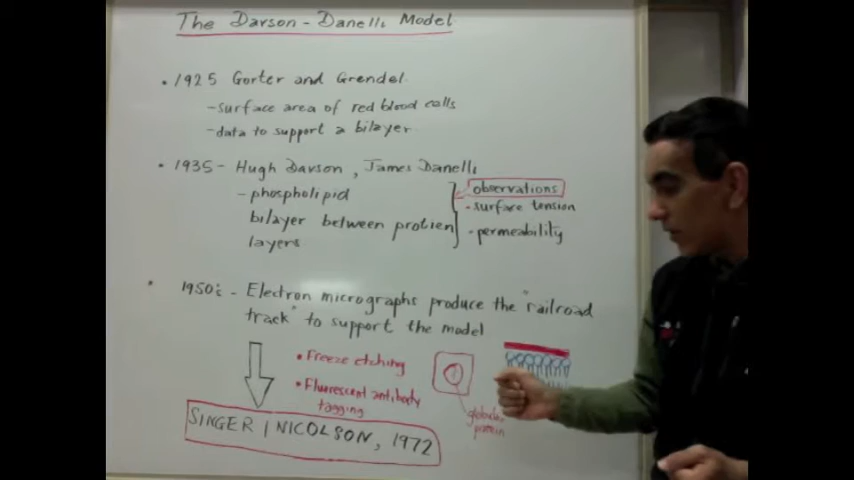 The Davson-Danelli Model
• 1925 Gorter and Grendel
- surface area of red blood cells
- data to support a bilayer
• 1935 - Hugh Davson, James Danelli
- phospholipid
bilayer between protien
layers
observations
• surface tension
• permeability
• 1950s - Electron micrographs produce the "railroad
track" to support the model
• Freeze etching
• Fluorescent antibody
tagging
globular
protein
SINGER / NICOLSON, 1972